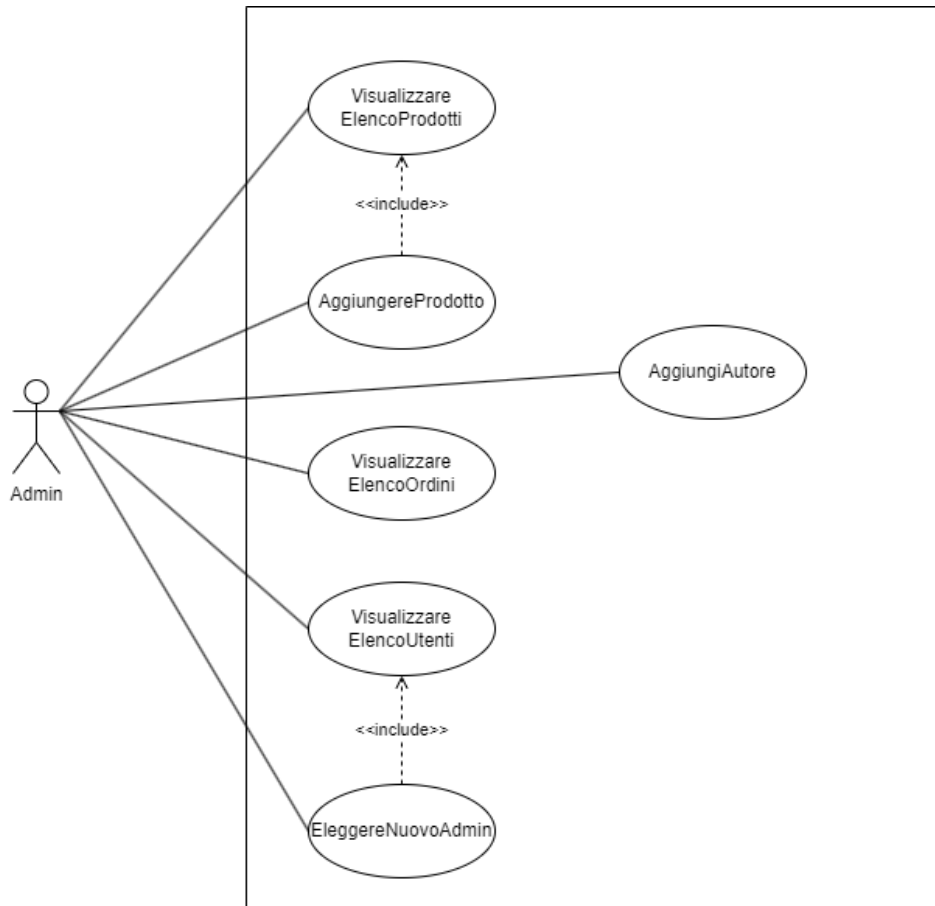 Visualizzare
ElencoProdotti
<<include>>
AggiungereProdotto
AggiungiAutore
Visualizzare
ElencoOrdini
Admin
Visualizzare
ElencoUtenti
<<include>>
EleggereNuovoAdmin